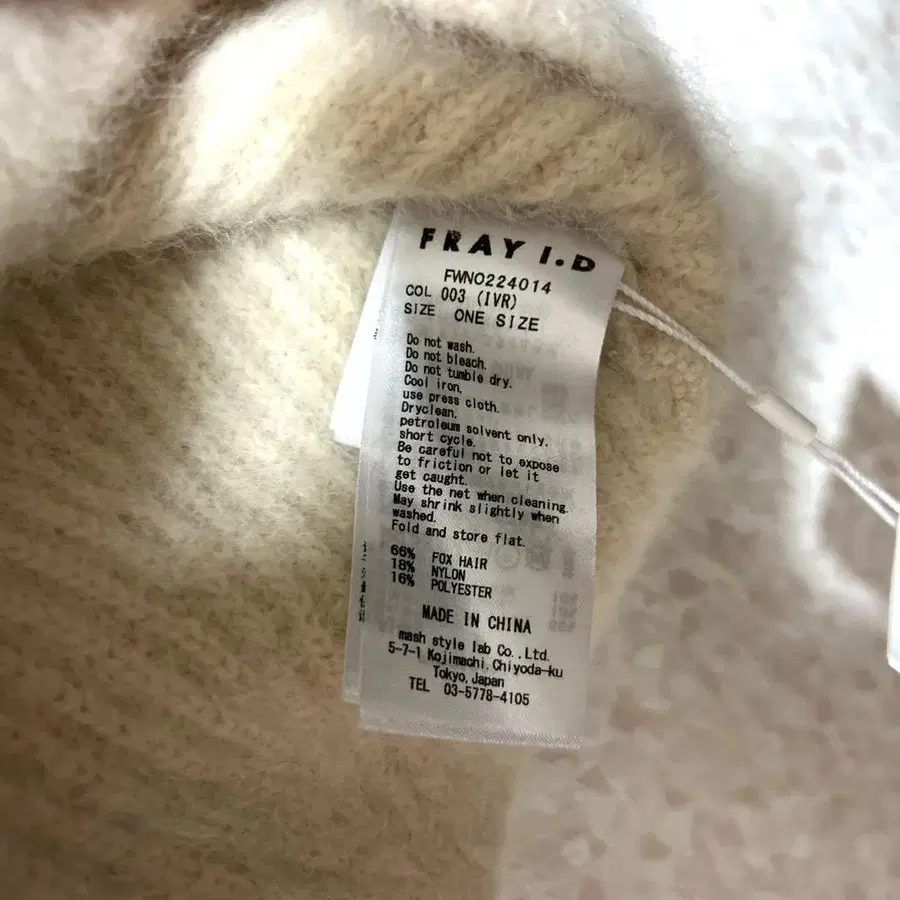 FRAY I.D
FWNO224014
COL 003 (IVR)
SIZE ONE SIZE
Do not wash.
Do not bleach.
Do not tumble dry.
Cool iron,
use press cloth.
Dryclean,
petroleum solvent only,
short cycle.
Be careful not to expose
to friction or let it
get caught.
Use the net when cleaning.
May shrink slightly when
washed.
Fold and store flat.
66% FOX HAIR
18% NYLON
16% POLYESTER
MADE IN CHINA
mash style lab Co.,Ltd.
5-7-1 Kojimachi,Chiyoda-ku
Tokyo,Japan
TEL 03-5778-4105